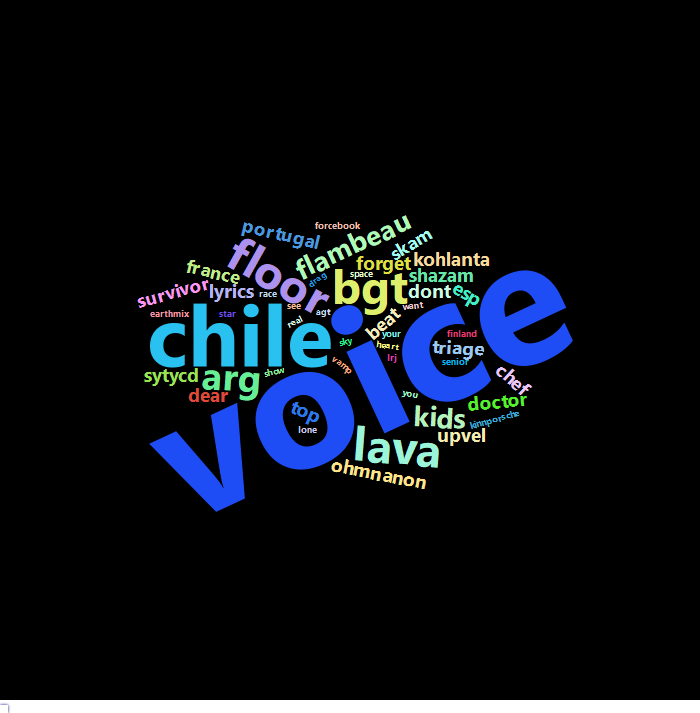 forcebook
portugal
flambeau
skam
floor
forget
kohlanta
france
space
shazam
drag
bgt
survivor
lyrics
race
dont
esp
see
want
earthmix
star
agt
real
beat
voice
chile
sky
your
heart
finland
triage
lrj
senior
vamp
show
sytycd
arg
chef
dear
you
top
doctor
kids
kinnporsche
lone
upvel
lava
ohmnanon